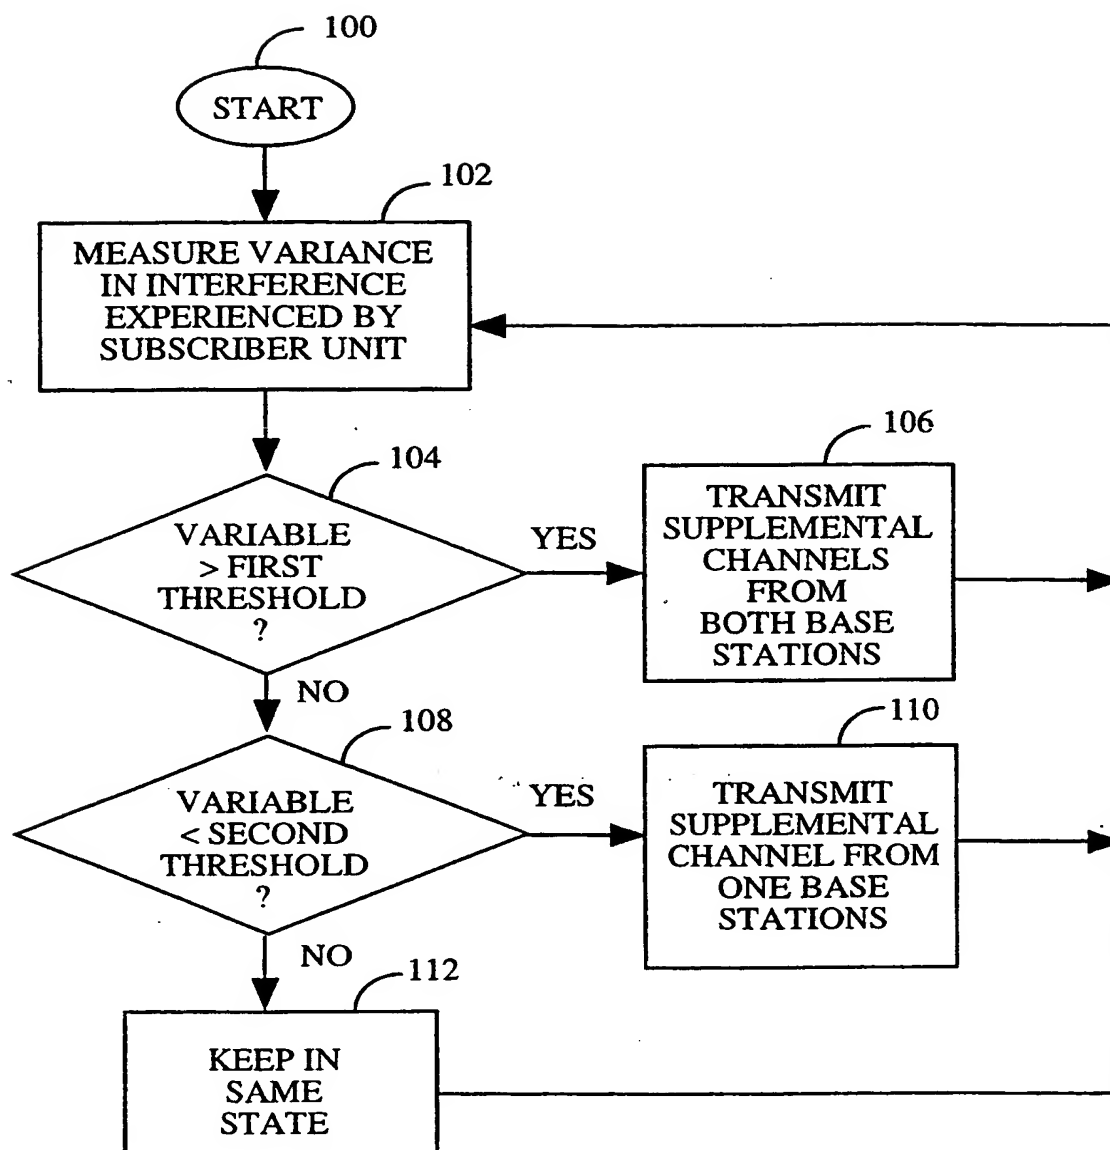 100
START
102
MEASURE VARIANCE
IN INTERFERENCE
EXPERIENCED BY
SUBSCRIBER UNIT
104
VARIABLE
> FIRST
THRESHOLD
?
YES
106
TRANSMIT
SUPPLEMENTAL
CHANNELS
FROM
BOTH BASE
STATIONS
NO
108
VARIABLE
< SECOND
THRESHOLD
?
YES
110
TRANSMIT
SUPPLEMENTAL
CHANNEL FROM
ONE BASE
STATIONS
NO
112
KEEP IN
SAME
STATE